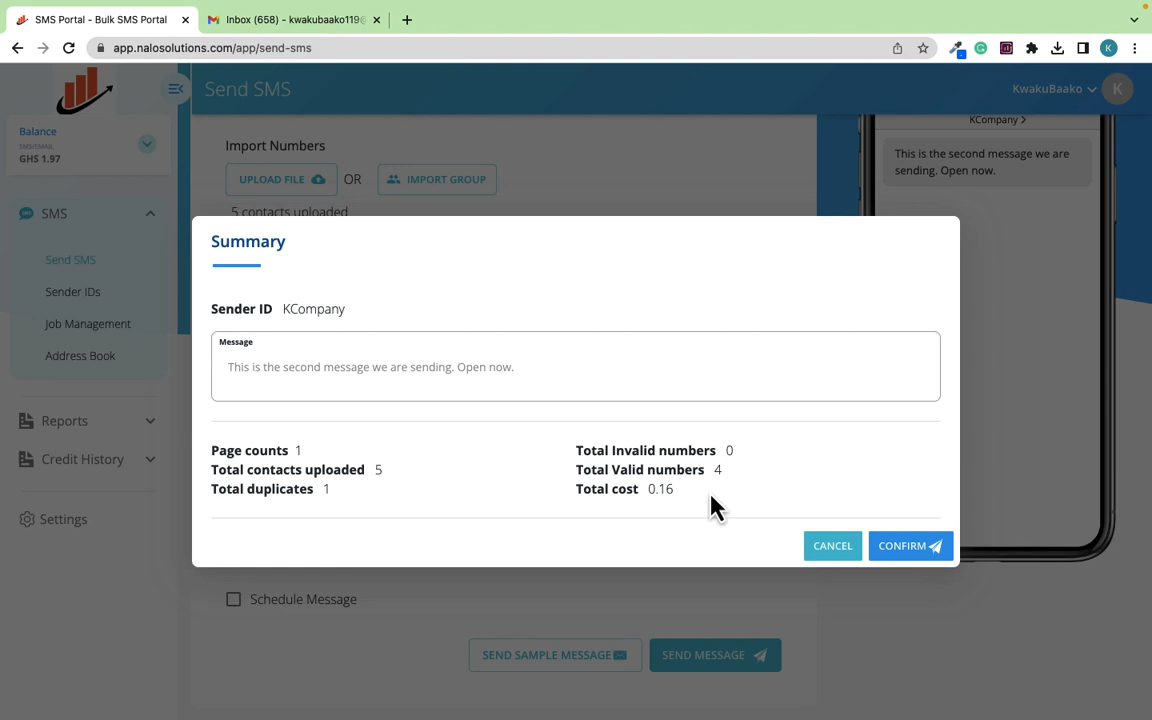 SMS Portal - Bulk SMS Portal
Inbox (658) - kwakubaako119@
app.nalosolutions.com/app/send-sms
K
Send SMS
KwakuBaako
K
Balance
SMS/EMAIL
GHS 1.97
SMS
Send SMS
Sender IDs
Job Management
Address Book
Reports
Credit History
Settings
Import Numbers
UPLOAD FILE
OR
IMPORT GROUP
5 contacts uploaded
KCompany >
This is the second message we are
sending. Open now.
Summary
Sender ID KCompany
Message
This is the second message we are sending. Open now.
Page counts 1
Total contacts uploaded 5
Total duplicates 1
Total Invalid numbers 0
Total Valid numbers 4
Total cost 0.16
CANCEL
CONFIRM
Schedule Message
SEND SAMPLE MESSAGE
SEND MESSAGE